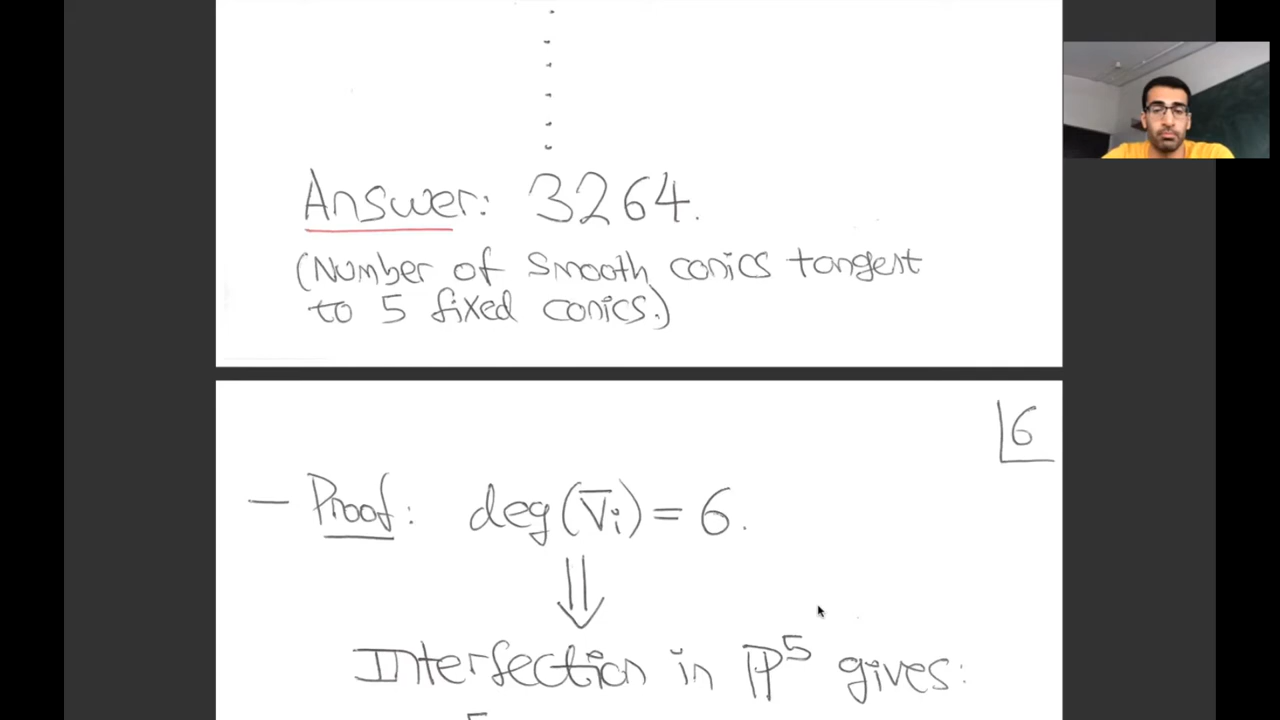 Answer: 3264.
(Number of smooth conics tangent
to 5 fixed conics.)
6
— Proof: deg(V̅ᵢ) = 6.
⇓
Intersection in ℙ⁵ gives:
5